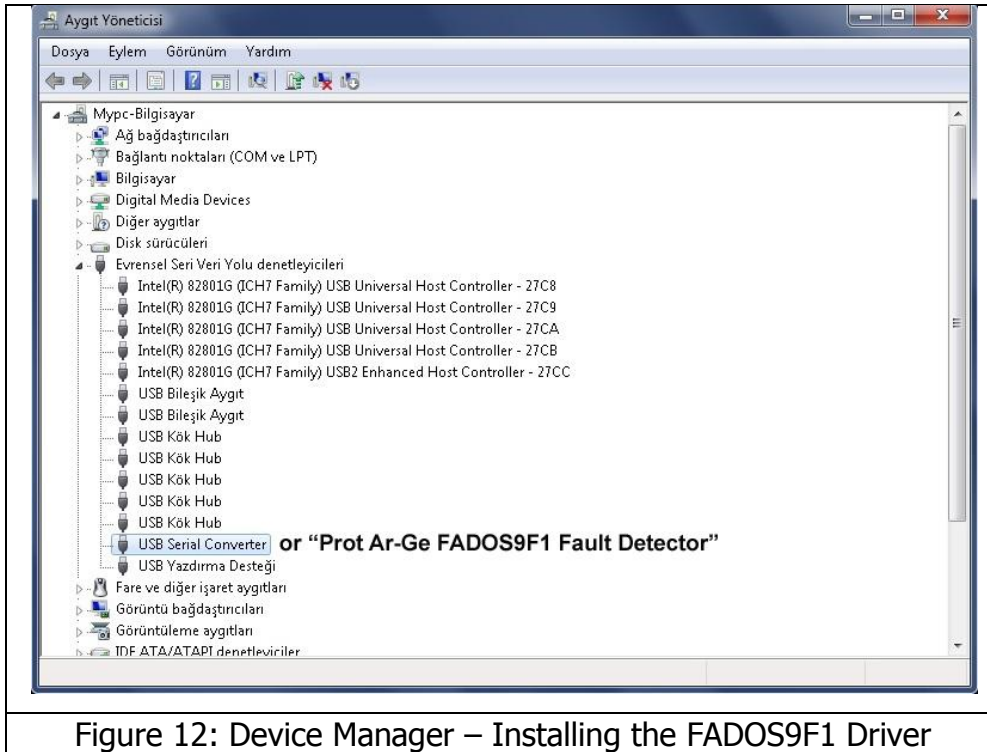 Aygıt Yöneticisi
Dosya Eylem Görünüm Yardım
Mypc-Bilgisayar
Ağ bağdaştırıcıları
Bağlantı noktaları (COM ve LPT)
Bilgisayar
Digital Media Devices
Diğer aygıtlar
Disk sürücüleri
Evrensel Seri Veri Yolu denetleyicileri
Intel(R) 82801G (ICH7 Family) USB Universal Host Controller - 27C8
Intel(R) 82801G (ICH7 Family) USB Universal Host Controller - 27C9
Intel(R) 82801G (ICH7 Family) USB Universal Host Controller - 27CA
Intel(R) 82801G (ICH7 Family) USB Universal Host Controller - 27CB
Intel(R) 82801G (ICH7 Family) USB2 Enhanced Host Controller - 27CC
USB Bileşik Aygıt
USB Bileşik Aygıt
USB Kök Hub
USB Kök Hub
USB Kök Hub
USB Kök Hub
USB Kök Hub
USB Serial Converter or “Prot Ar-Ge FADOS9F1 Fault Detector”
USB Yazdırma Desteği
Fare ve diğer işaret aygıtları
Görüntü bağdaştırıcıları
Görüntüleme aygıtları
IDE ATA/ATAPI denetleyiciler
Figure 12: Device Manager – Installing the FADOS9F1 Driver